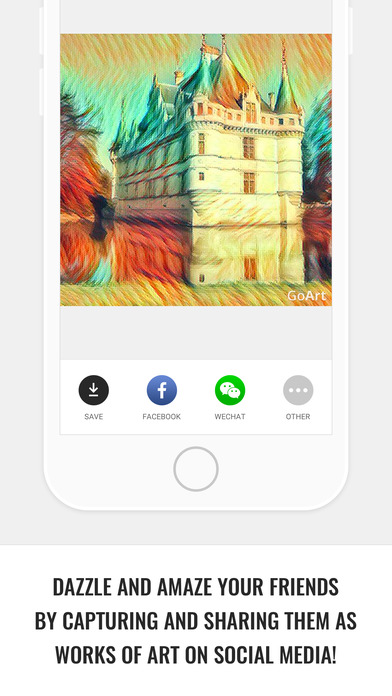 GoArt
SAVE
FACEBOOK
WECHAT
OTHER
DAZZLE AND AMAZE YOUR FRIENDS
BY CAPTURING AND SHARING THEM AS
WORKS OF ART ON SOCIAL MEDIA!